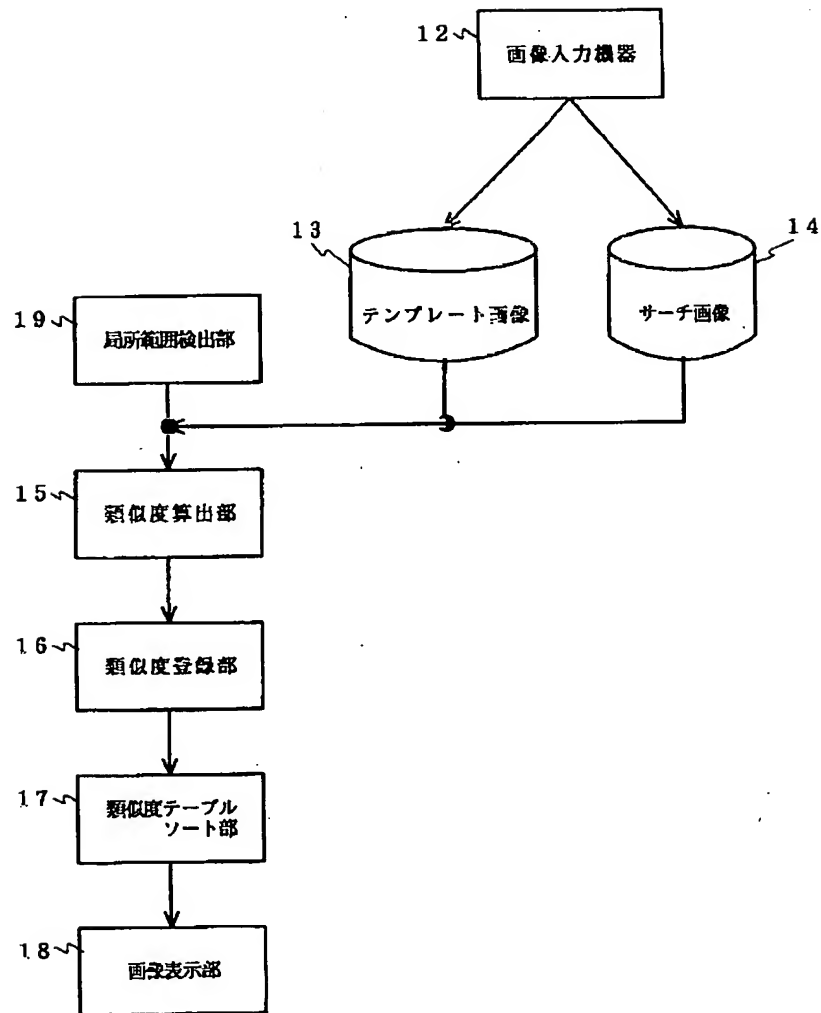 12
画像入力機器
13
14
テンプレート画像
サーチ画像
19
局所範囲検出部
15
類似度算出部
16
類似度登録部
17
類似度テーブル
ソート部
18
画像表示部